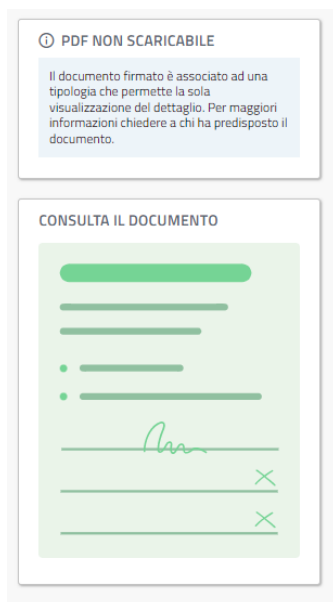 PDF NON SCARICABILE
Il documento firmato è associato ad una
tipologia che permette la sola
visualizzazione del dettaglio. Per maggiori
informazioni chiedere a chi ha predisposto il
documento.
CONSULTA IL DOCUMENTO